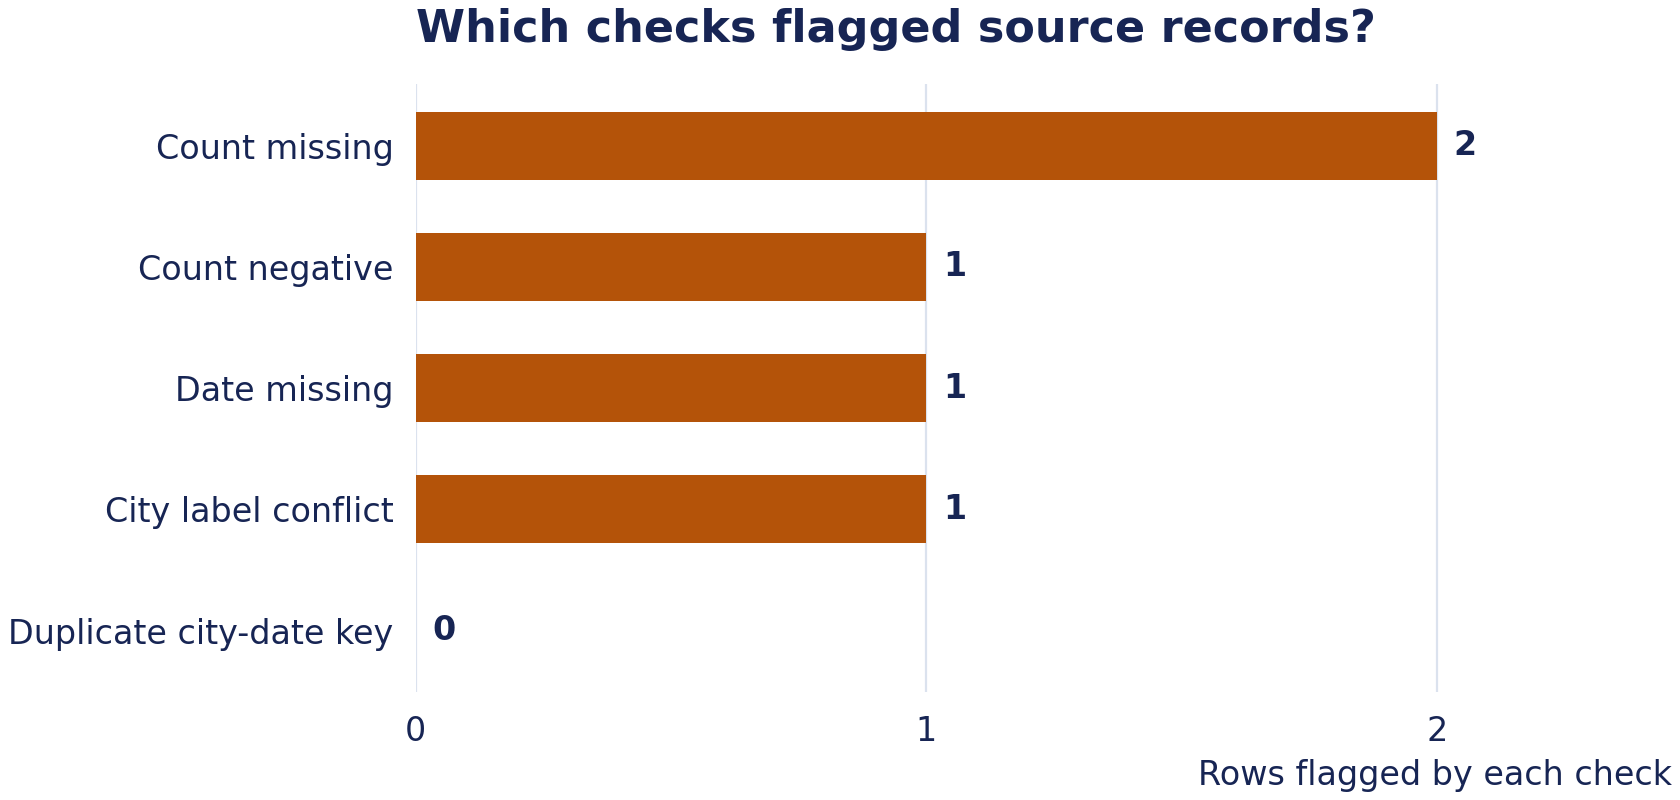 Which checks flagged source records?
Count missing 2
Count negative 1
Date missing 1
City label conflict 1
Duplicate city-date key 0
0 1 2
Rows flagged by each check